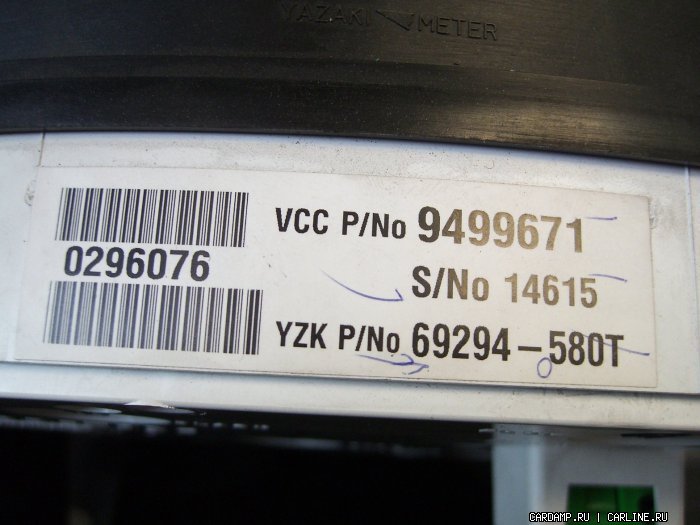 YAZAKI METER
VCC P/No 9499671
0296076
S/No 14615
YZK P/No 69294-580T
CARDAMP.RU | CARLINE.RU